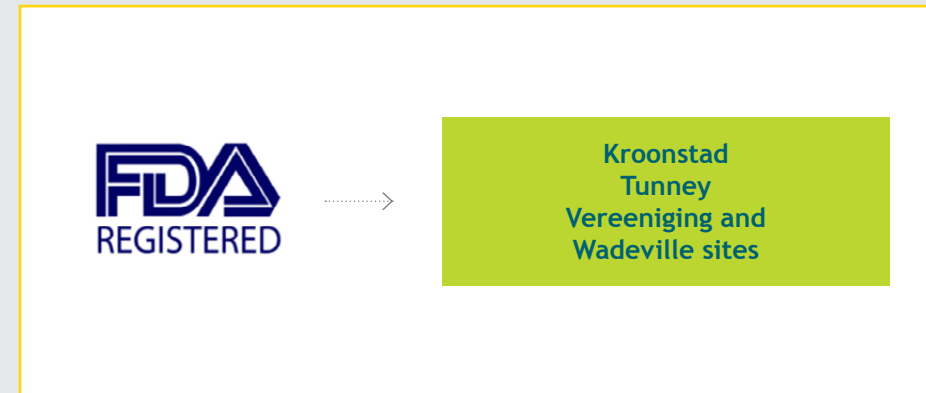 FDA
REGISTERED
Kroonstad
Tunney
Vereeniging and
Wadeville sites